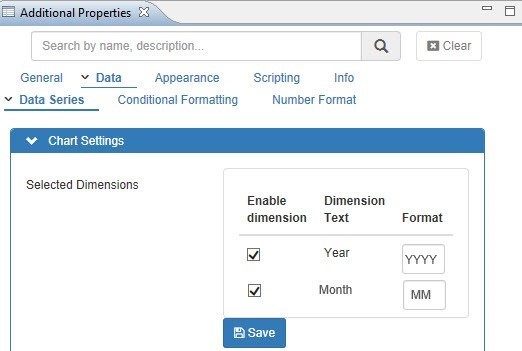 Additional Properties
Search by name, description...
Clear
General Data Appearance Scripting Info
Data Series Conditional Formatting Number Format
Chart Settings
Selected Dimensions
Enable dimension Dimension Text Format
Year YYYY
Month MM
Save